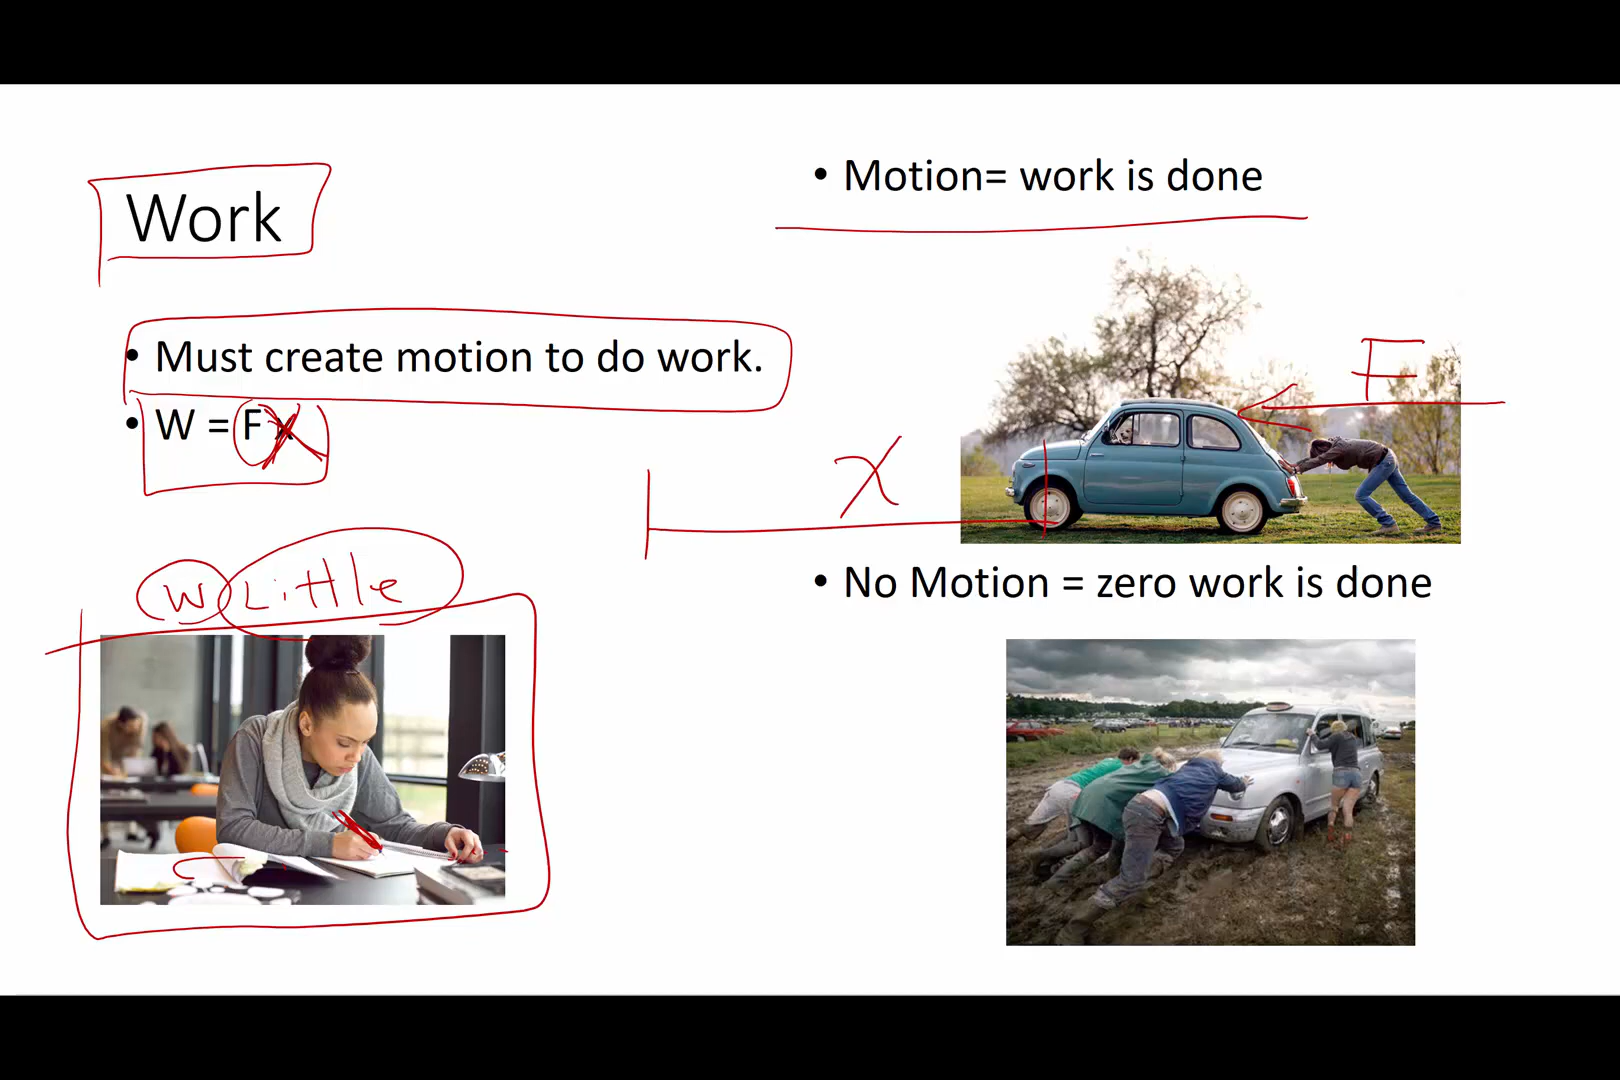 Work
• Must create motion to do work.
• W = F x
W Little
• Motion= work is done
F
x
• No Motion = zero work is done